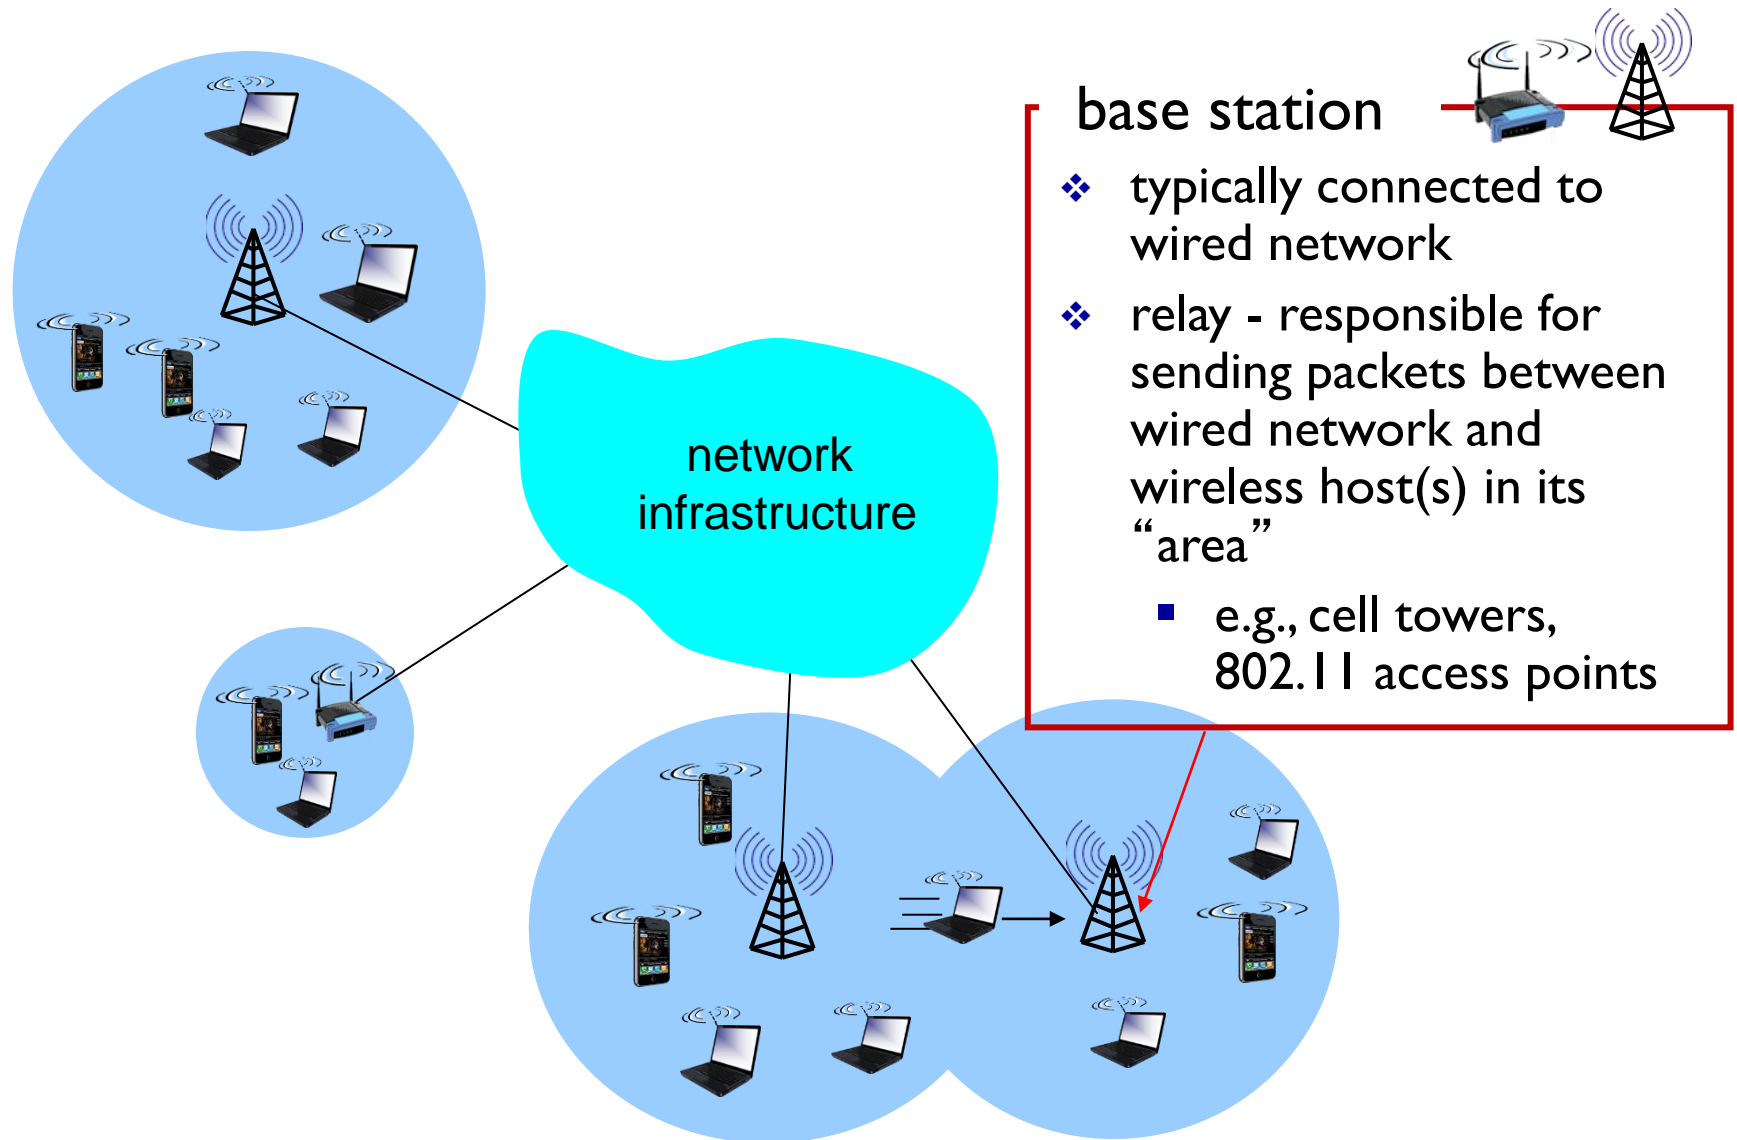 base station
❖ typically connected to
wired network
❖ relay - responsible for
sending packets between
wired network and
wireless host(s) in its
“area”
▪ e.g., cell towers,
802.11 access points
network
infrastructure